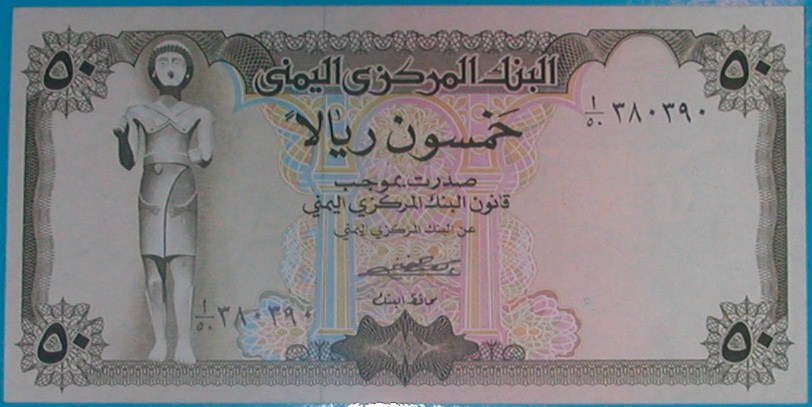 ٥٠ البنك المركزي اليمني ٥٠
١/٥٠ ٣٨٠٣٩٠
خمسون ريالاً
صدرت بموجب
قانون البنك المركزي اليمني
عن البنك المركزي اليمني
محافظ البنك
١/٥٠ ٣٨٠٣٩٠
٥٠ ٥٠